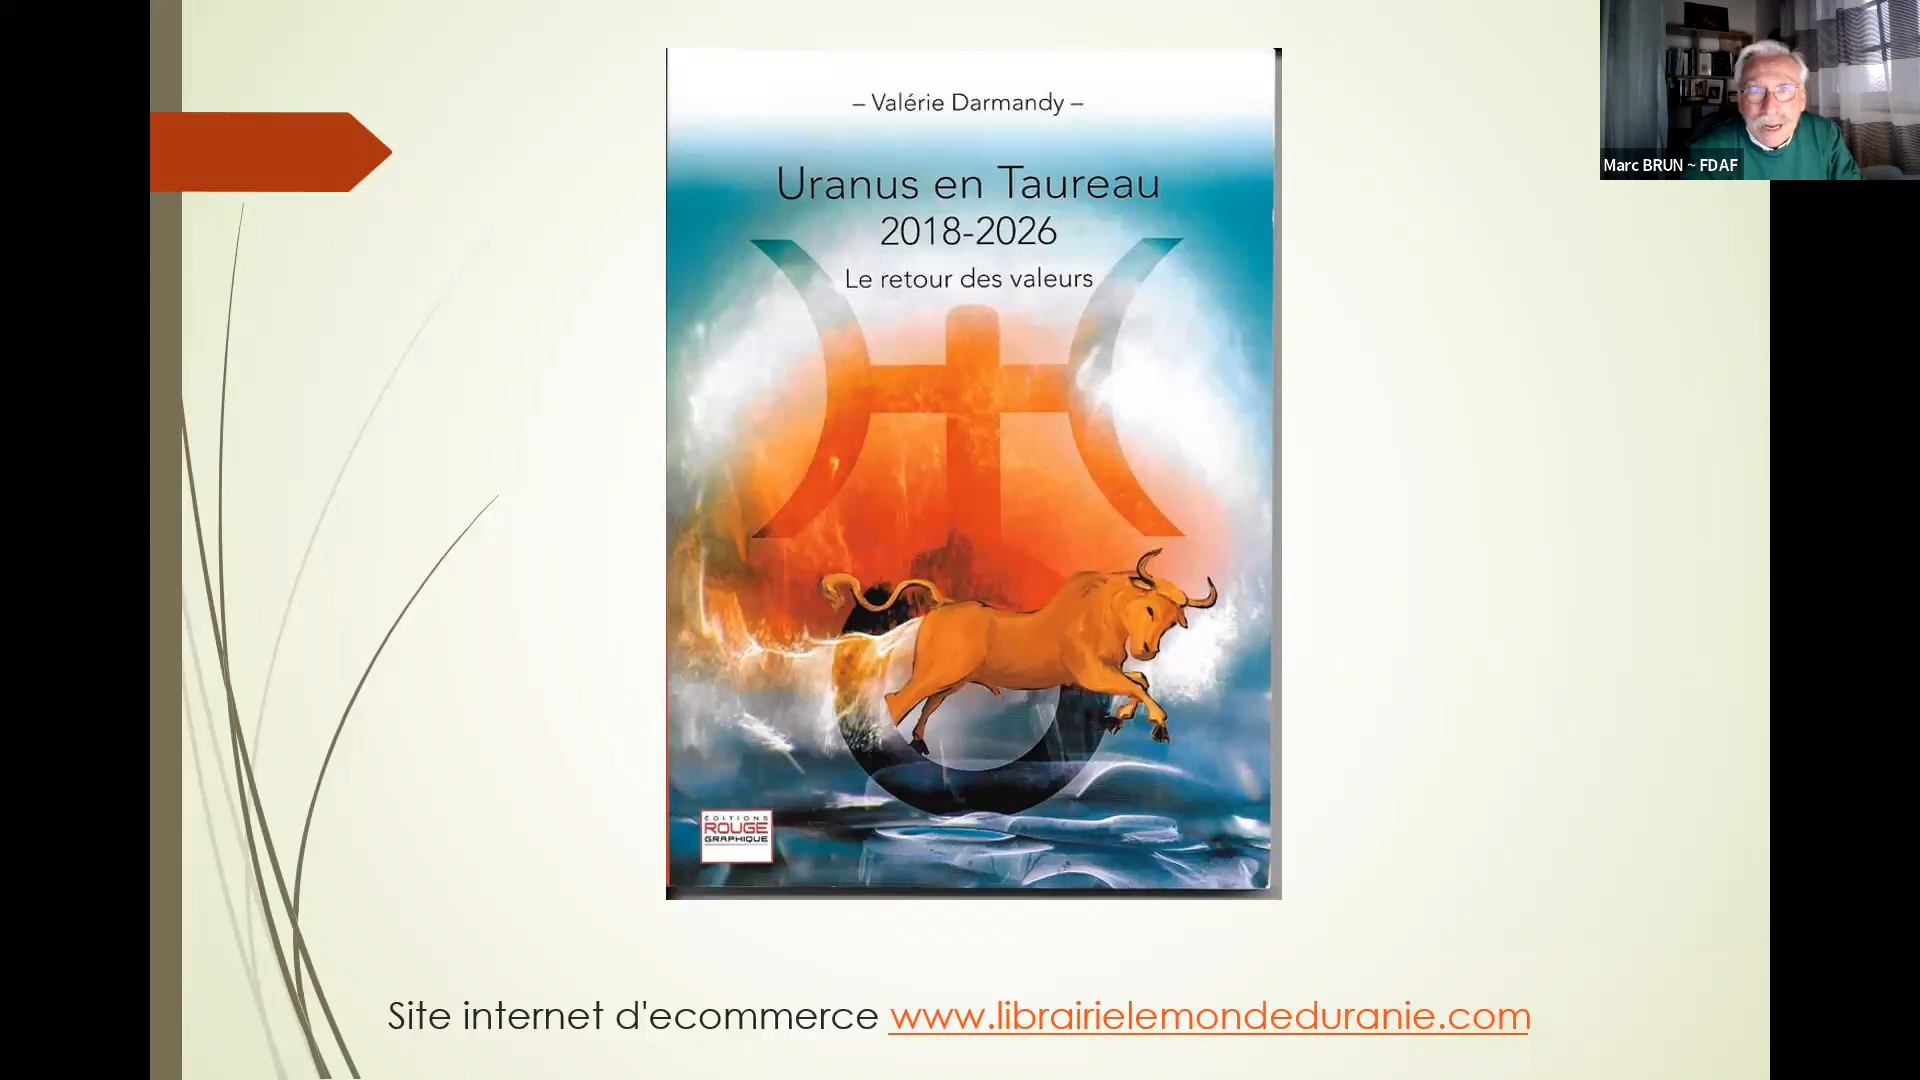 – Valérie Darmandy –
Uranus en Taureau
2018-2026
Le retour des valeurs
ÉDITIONS
ROUGE
GRAPHIQUE
Site internet d'ecommerce www.librairielemondeduranie.com
Marc BRUN ~ FDAF